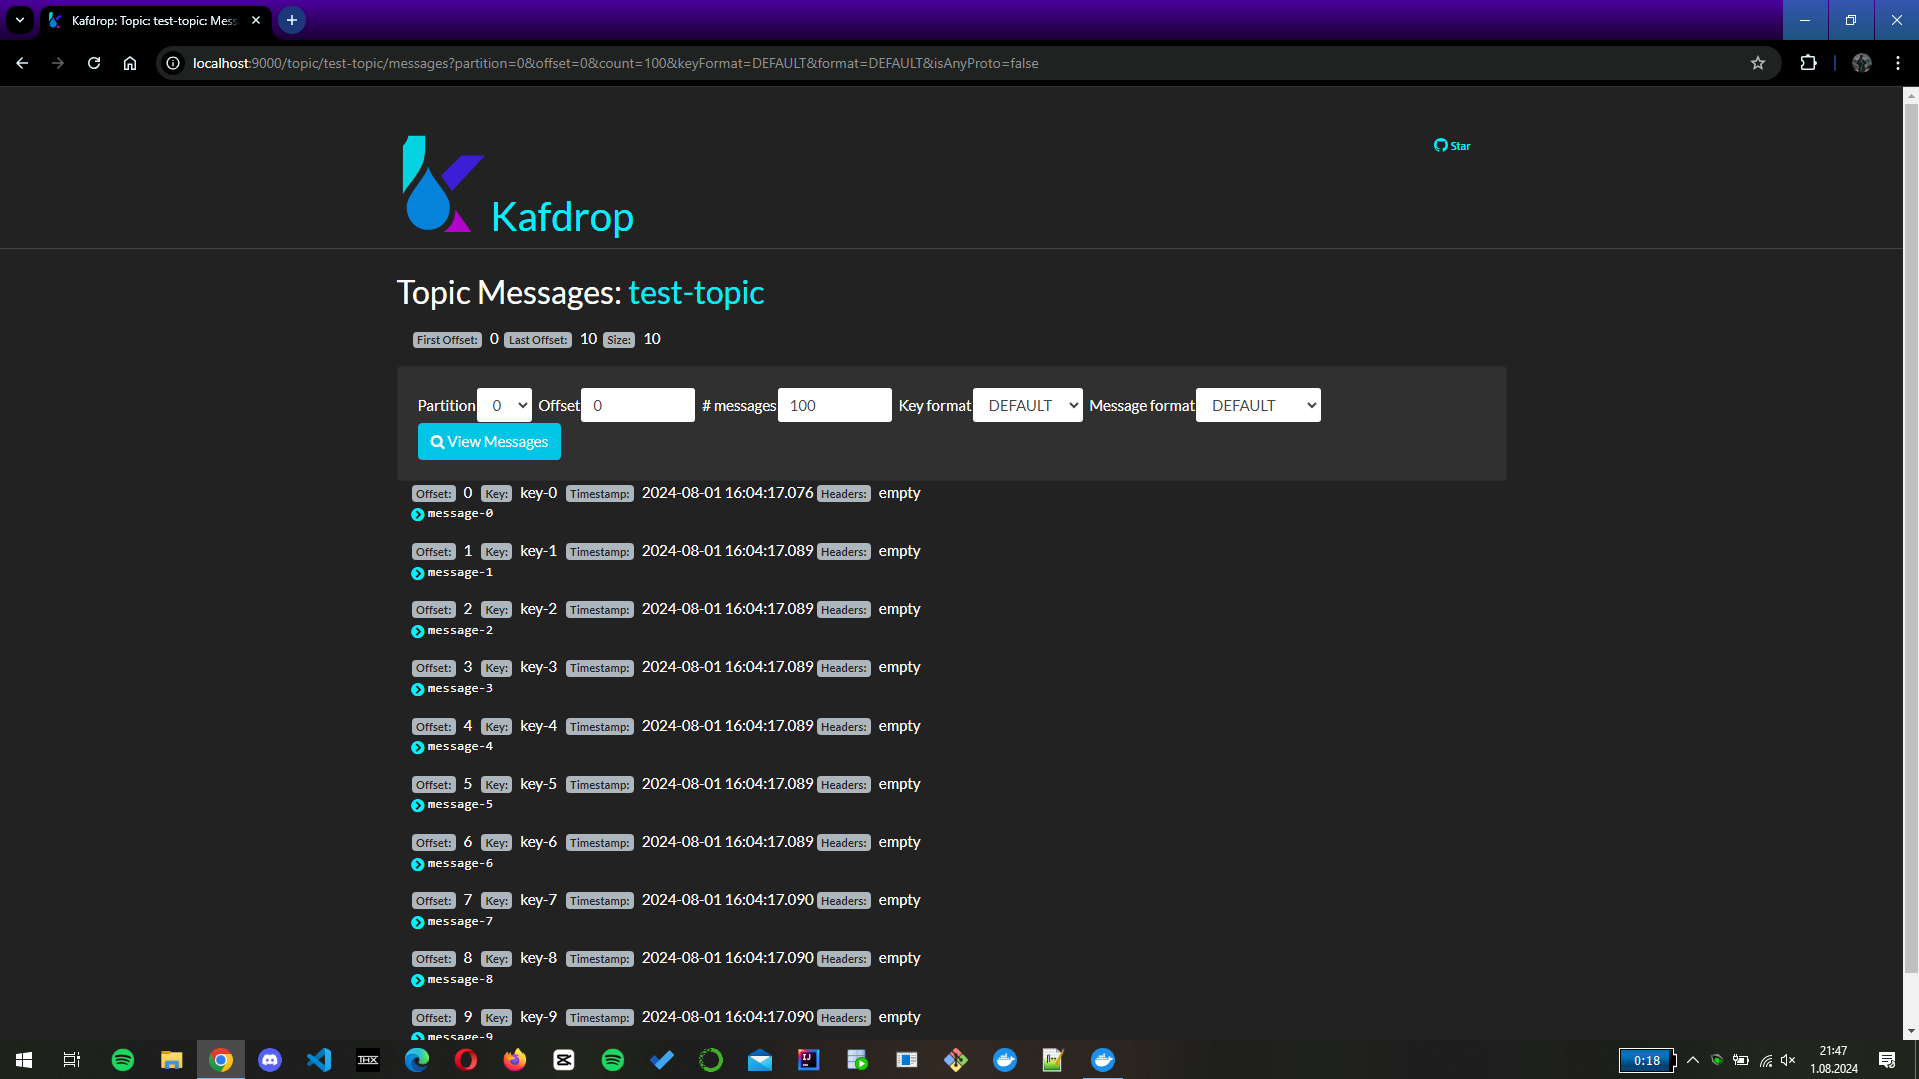 Kafdrop: Topic: test-topic: Mess
localhost:9000/topic/test-topic/messages?partition=0&offset=0&count=100&keyFormat=DEFAULT&format=DEFAULT&isAnyProto=false
Star
Kafdrop
Topic Messages: test-topic
First Offset: 0 Last Offset: 10 Size: 10
Partition 0 Offset 0 # messages 100 Key format DEFAULT Message format DEFAULT
View Messages
Offset: 0 Key: key-0 Timestamp: 2024-08-01 16:04:17.076 Headers: empty
message-0
Offset: 1 Key: key-1 Timestamp: 2024-08-01 16:04:17.089 Headers: empty
message-1
Offset: 2 Key: key-2 Timestamp: 2024-08-01 16:04:17.089 Headers: empty
message-2
Offset: 3 Key: key-3 Timestamp: 2024-08-01 16:04:17.089 Headers: empty
message-3
Offset: 4 Key: key-4 Timestamp: 2024-08-01 16:04:17.089 Headers: empty
message-4
Offset: 5 Key: key-5 Timestamp: 2024-08-01 16:04:17.089 Headers: empty
message-5
Offset: 6 Key: key-6 Timestamp: 2024-08-01 16:04:17.089 Headers: empty
message-6
Offset: 7 Key: key-7 Timestamp: 2024-08-01 16:04:17.090 Headers: empty
message-7
Offset: 8 Key: key-8 Timestamp: 2024-08-01 16:04:17.090 Headers: empty
message-8
Offset: 9 Key: key-9 Timestamp: 2024-08-01 16:04:17.090 Headers: empty
message-9
THX
IJ
0:18
21:47
1.08.2024